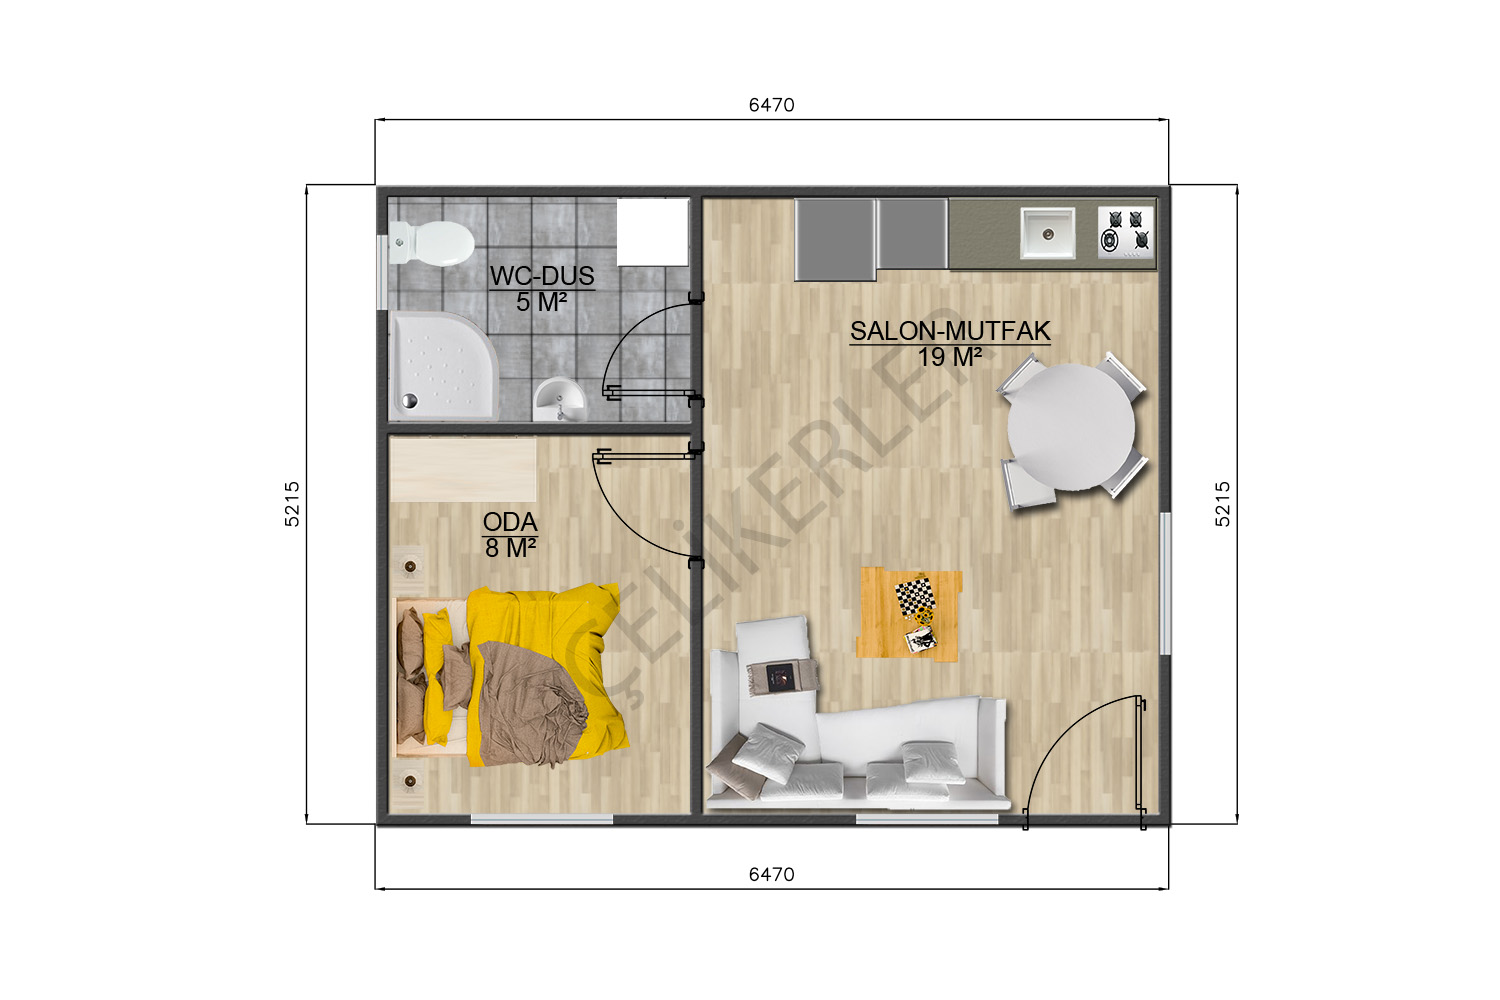 6470
WC-DUS
5 M²
SALON-MUTFAK
19 M²
5215
5215
ODA
8 M²
ÇELİKERLER
6470